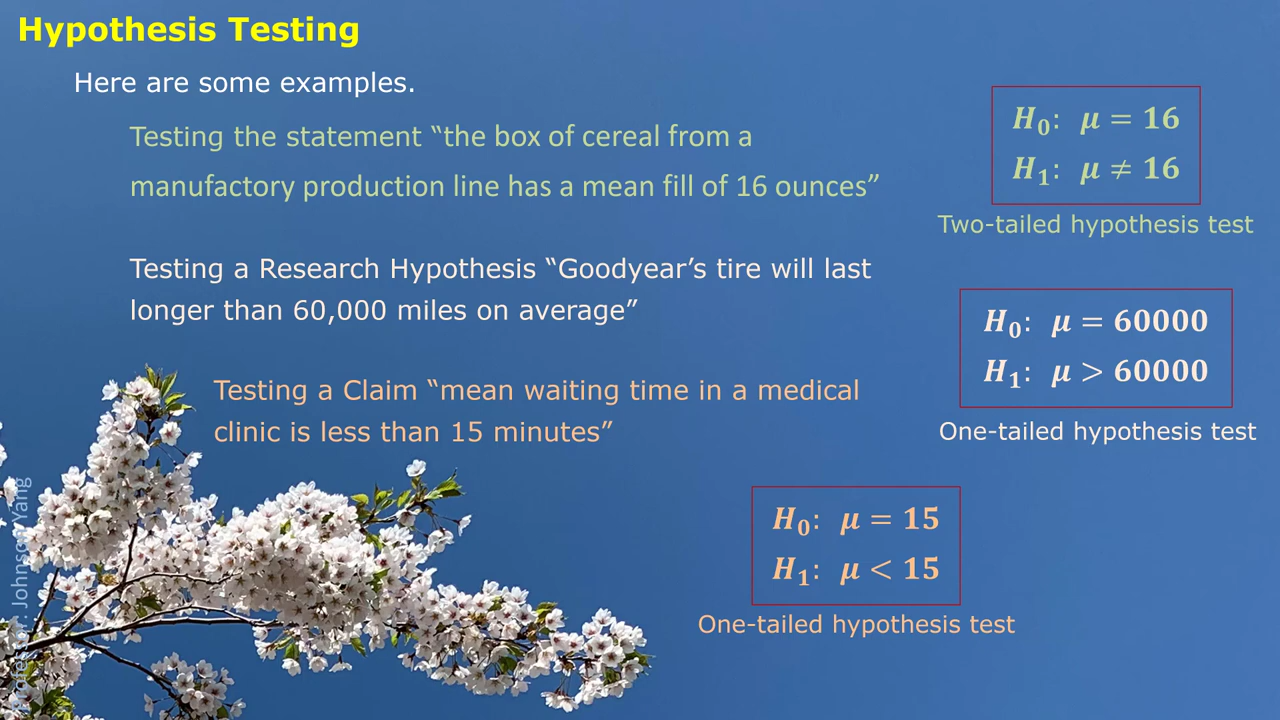 Hypothesis Testing
Here are some examples.
Testing the statement “the box of cereal from a
manufactory production line has a mean fill of 16 ounces”
H₀: μ = 16
H₁: μ ≠ 16
Two-tailed hypothesis test
Testing a Research Hypothesis “Goodyear’s tire will last
longer than 60,000 miles on average”
H₀: μ = 60000
H₁: μ > 60000
One-tailed hypothesis test
Testing a Claim “mean waiting time in a medical
clinic is less than 15 minutes”
H₀: μ = 15
H₁: μ < 15
One-tailed hypothesis test
Professor: Johnson Yang